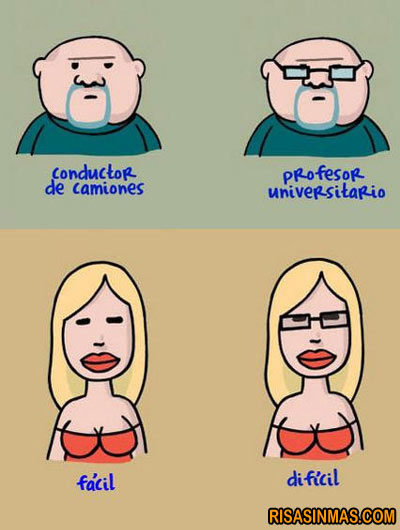 conductor
de camiones
profesor
universitario
fácil
difícil
RISASINMAS.COM